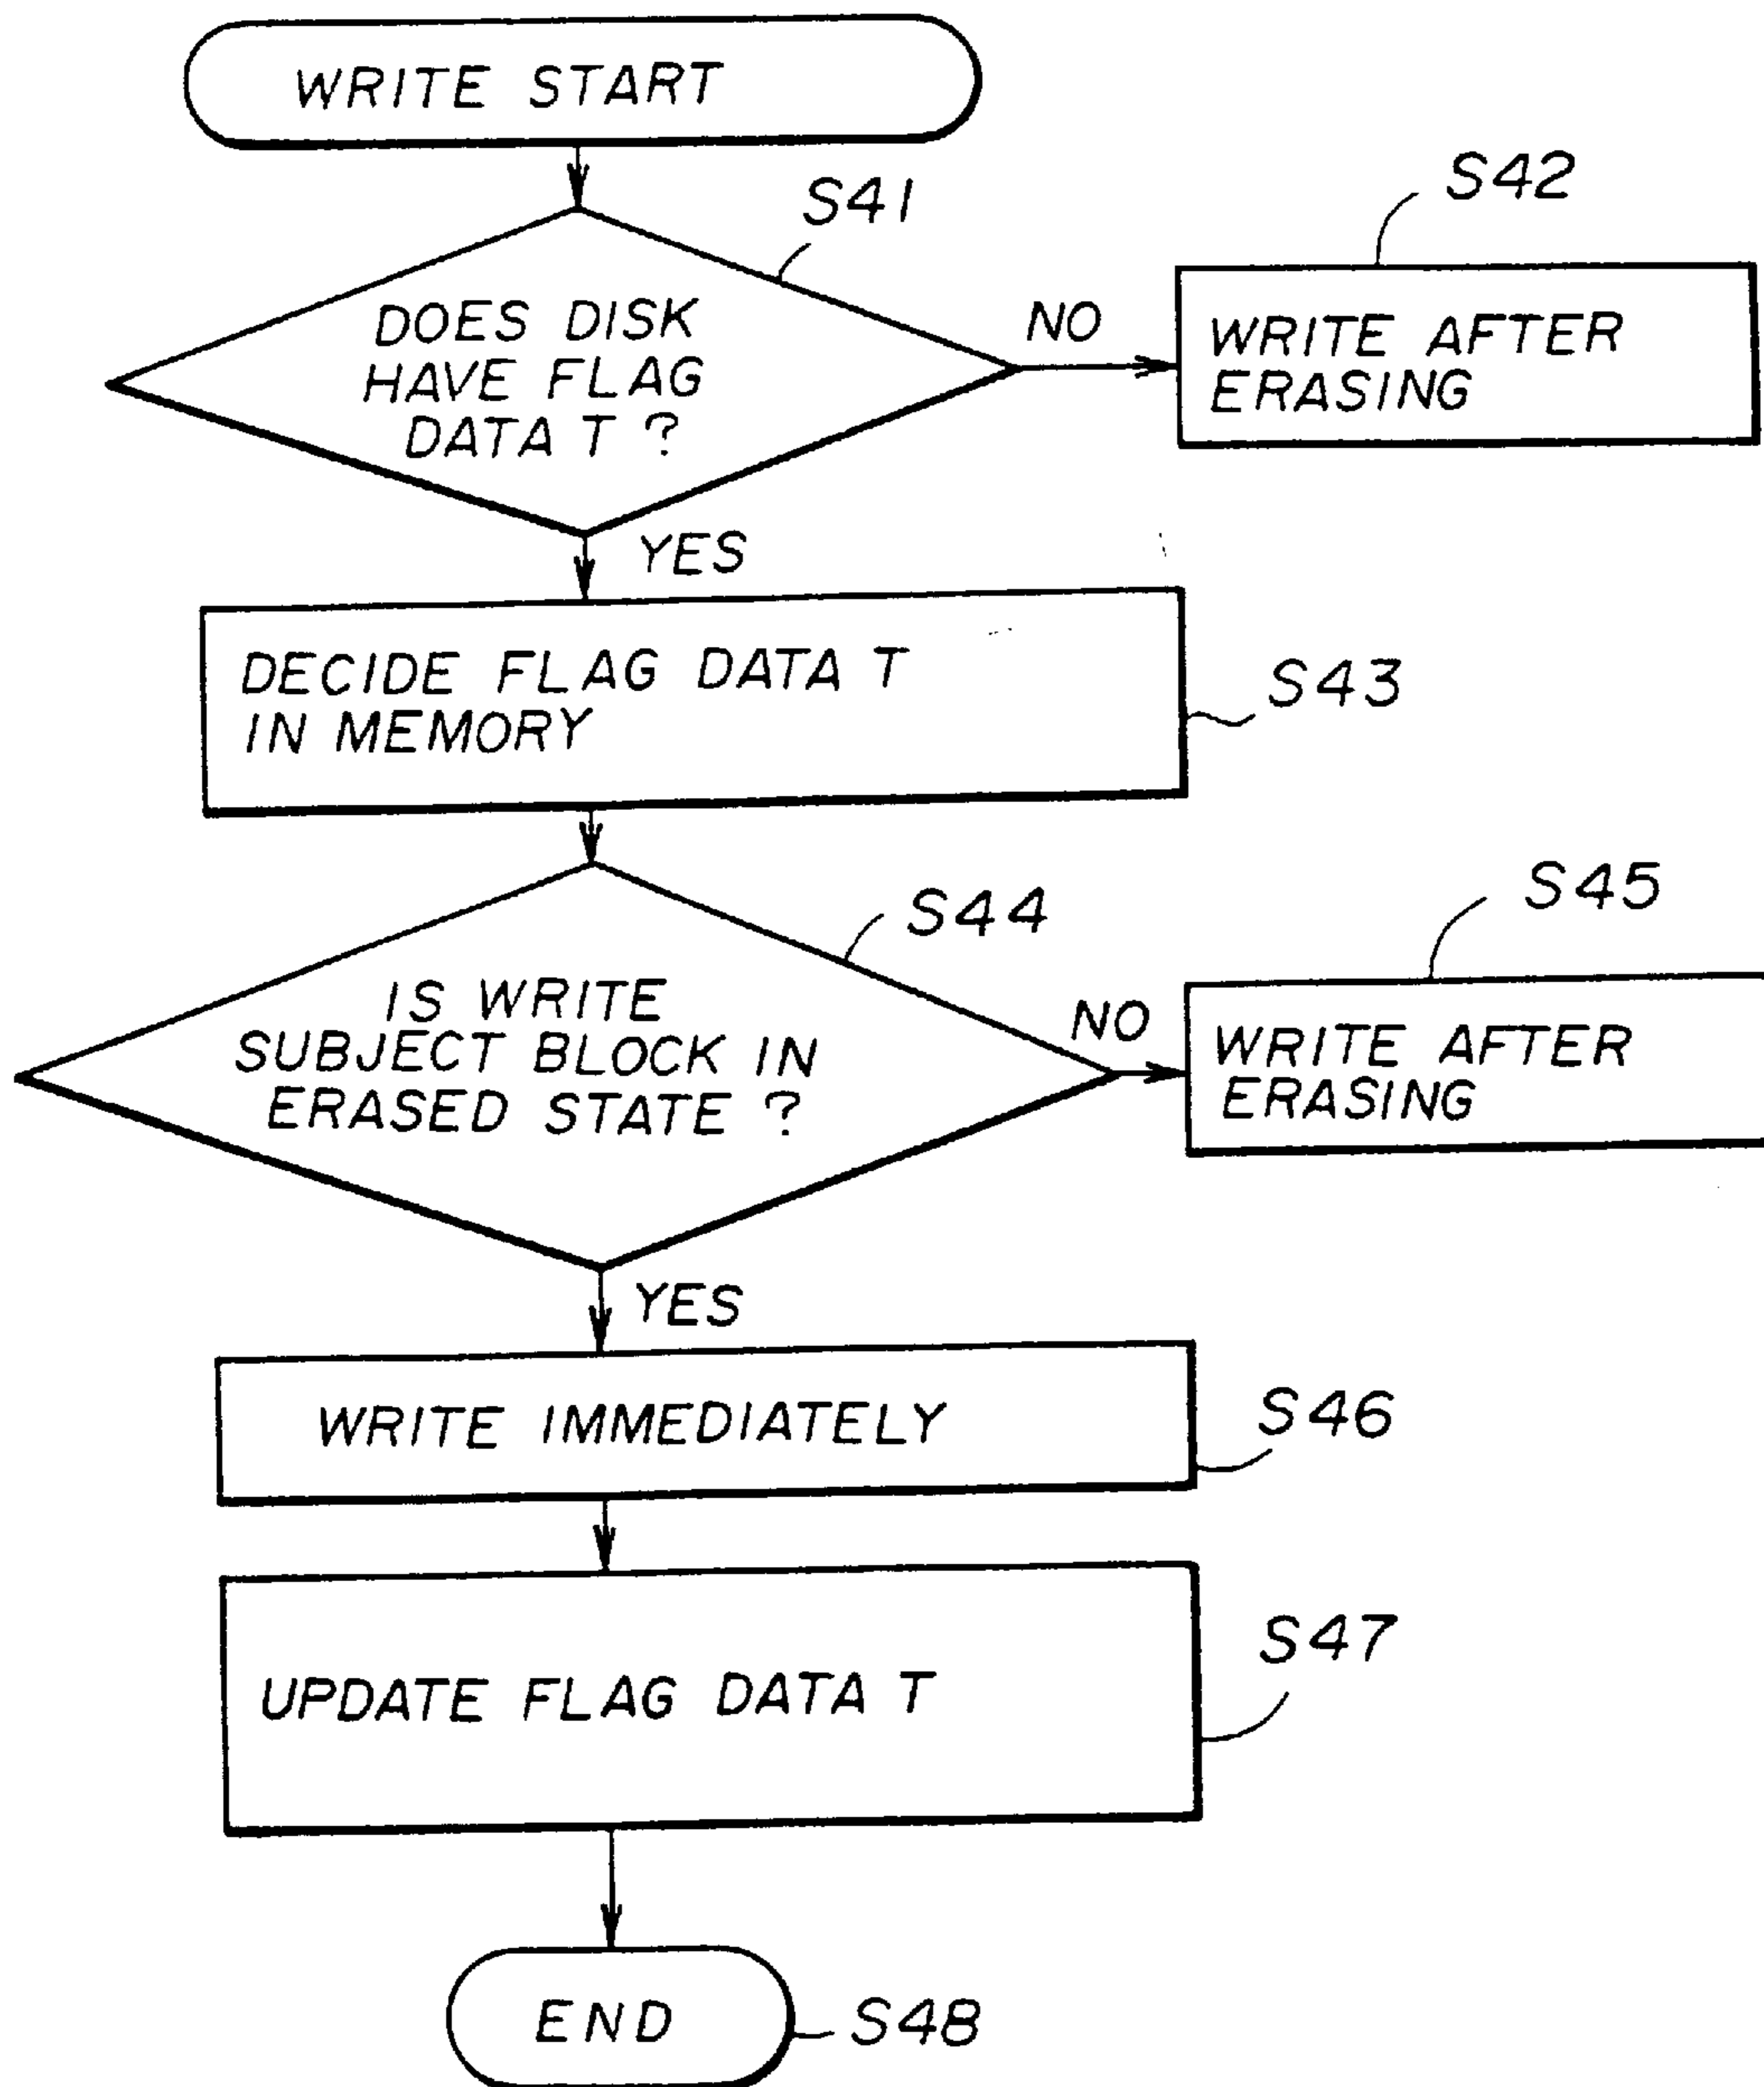 WRITE START
S41
S42
DOES DISK
HAVE FLAG
DATA T ?
NO
WRITE AFTER
ERASING
YES
DECIDE FLAG DATA T
IN MEMORY
S43
S44
S45
IS WRITE
SUBJECT BLOCK IN
ERASED STATE ?
NO
WRITE AFTER
ERASING
YES
WRITE IMMEDIATELY
S46
UPDATE FLAG DATA T
S47
END
S48